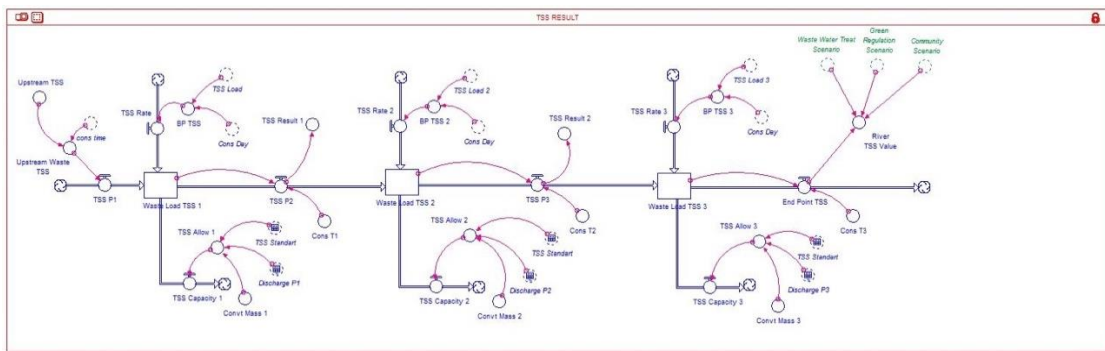 TSS RESULT
Waste Water Treat
Scenario
Green
Regulation
Scenario
Community
Scenario
Upstream TSS
cons time
Upstream Waste
TSS
TSS P1
TSS Rate
BP TSS
TSS Load
Cons Day
TSS Result 1
Waste Load TSS 1
TSS P2
Cons T1
TSS Allow 1
TSS Standart
Discharge P1
TSS Capacity 1
Convt Mass 1
TSS Rate 2
BP TSS 2
TSS Load 2
Cons Day
TSS Result 2
Waste Load TSS 2
TSS P3
Cons T2
TSS Allow 2
TSS Standart
Discharge P2
TSS Capacity 2
Convt Mass 2
TSS Rate 3
BP TSS 3
TSS Load 3
Cons Day
River
TSS Value
Waste Load TSS 3
End Point TSS
Cons T3
TSS Allow 3
TSS Standart
Discharge P3
TSS Capacity 3
Convt Mass 3